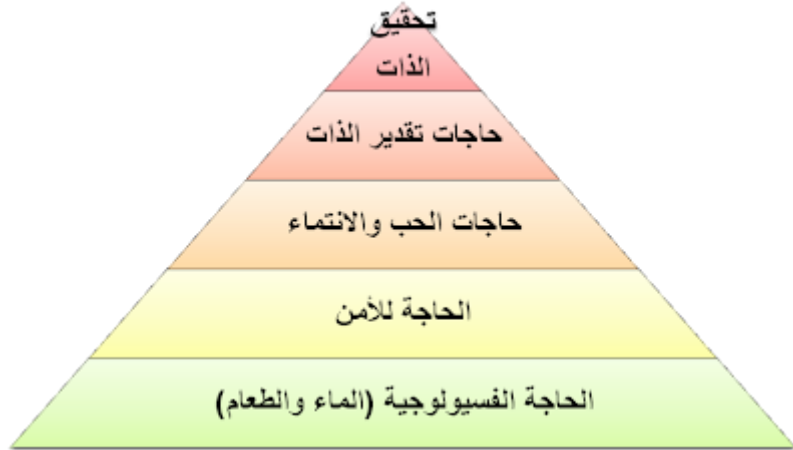 تحقيق
الذات
حاجات تقدير الذات
حاجات الحب والانتماء
الحاجة للأمن
الحاجة الفسيولوجية (الماء والطعام)